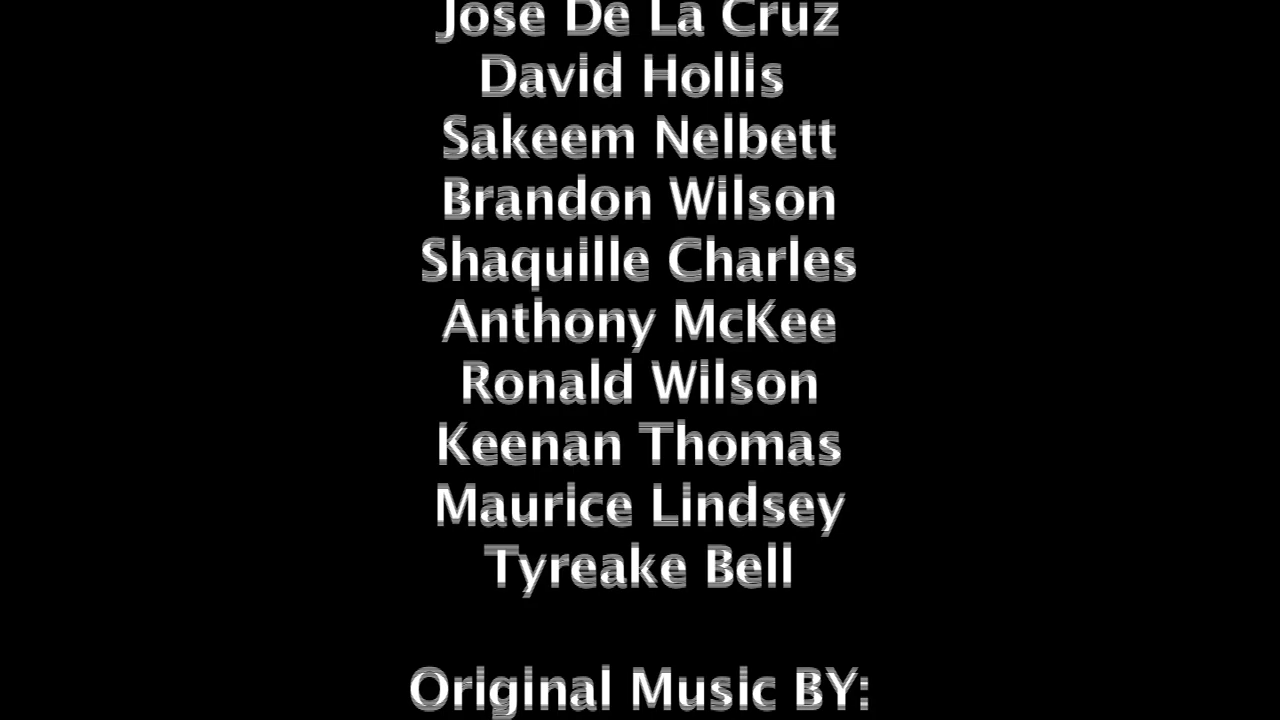 Jose De La Cruz
David Hollis
Sakeem Nelbett
Brandon Wilson
Shaquille Charles
Anthony McKee
Ronald Wilson
Keenan Thomas
Maurice Lindsey
Tyreake Bell
Original Music BY: